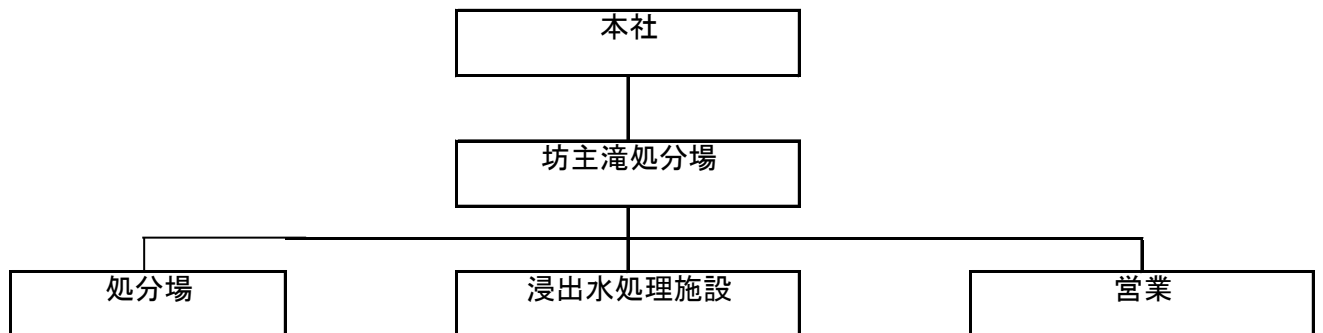 本社
坊主滝処分場
処分場
浸出水処理施設
営業